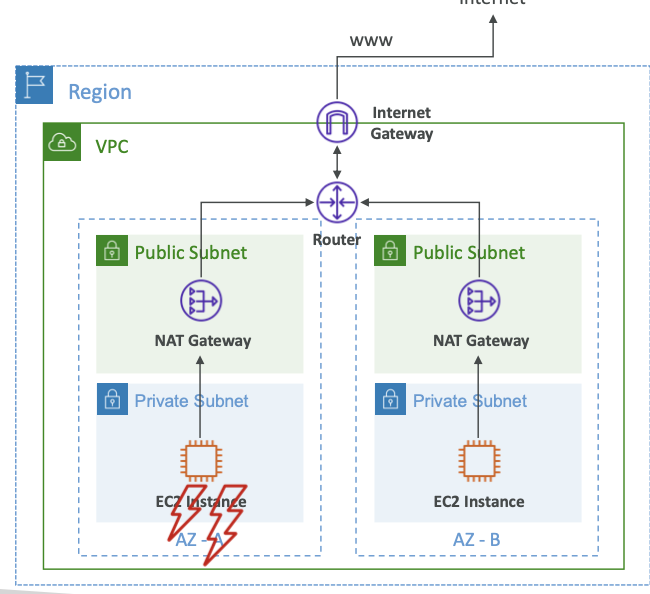 Internet
www
Region
Internet
Gateway
VPC
Router
Public Subnet
Public Subnet
NAT Gateway
NAT Gateway
Private Subnet
Private Subnet
EC2 Instance
EC2 Instance
AZ - A
AZ - B